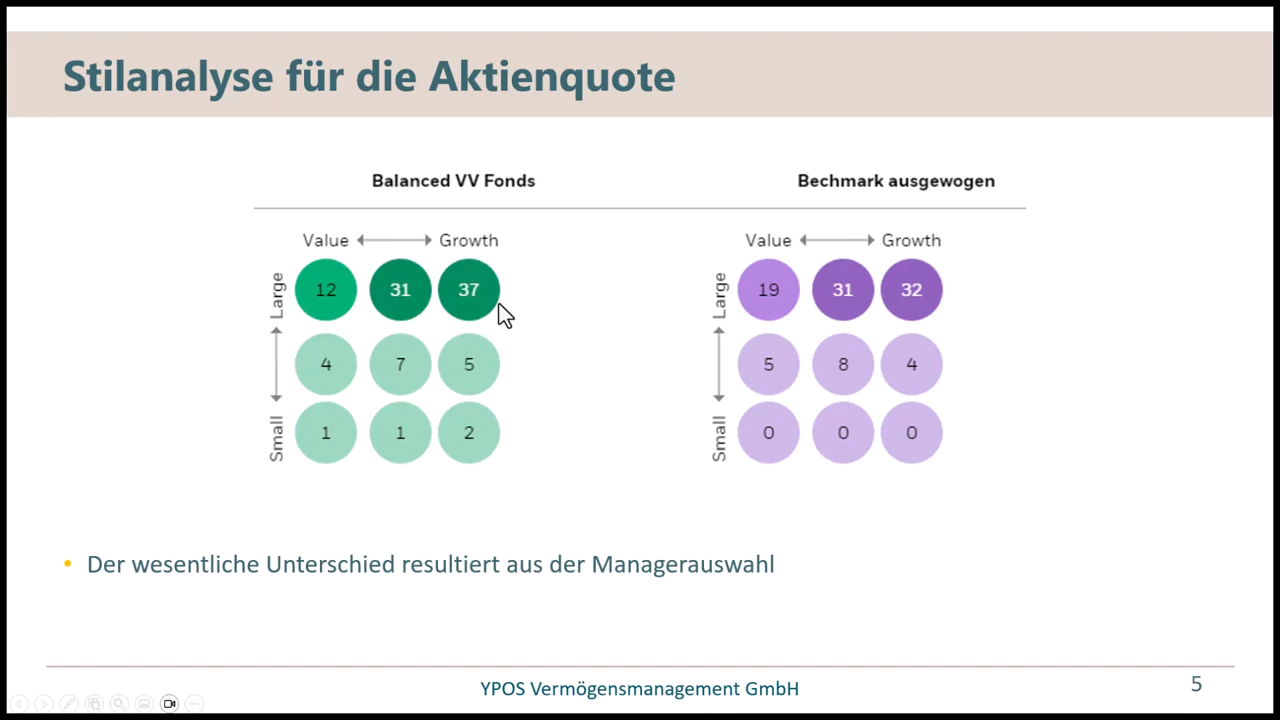 Stilanalyse für die Aktienquote
Balanced VV Fonds
Bechmark ausgewogen
Value Growth
Large
12 31 37
4 7 5
Small
1 1 2
Value Growth
Large
19 31 32
5 8 4
Small
0 0 0
• Der wesentliche Unterschied resultiert aus der Managerauswahl
YPOS Vermögensmanagement GmbH
5